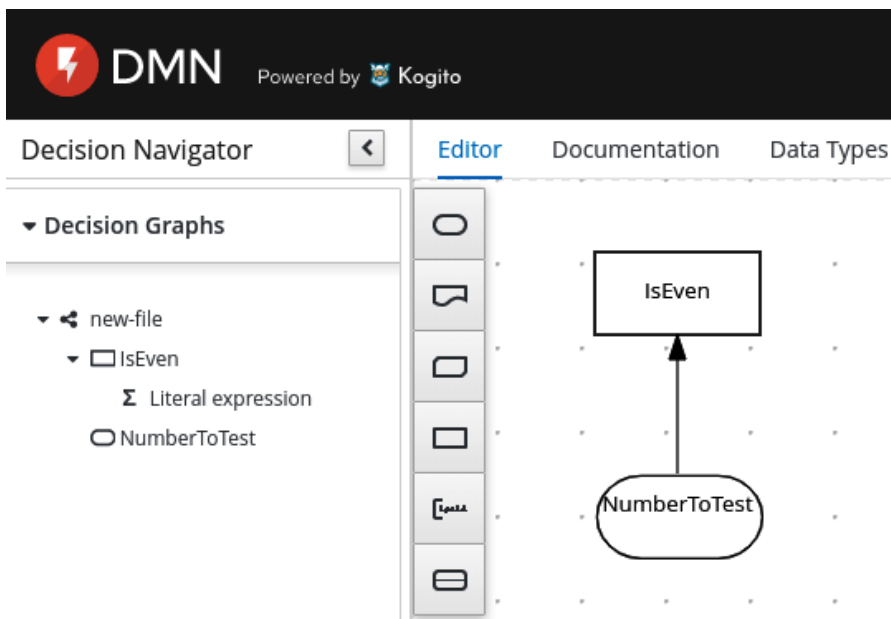 DMN Powered by Kogito
Decision Navigator
Editor Documentation Data Types
Decision Graphs
new-file
IsEven
Σ Literal expression
NumberToTest
IsEven
NumberToTest